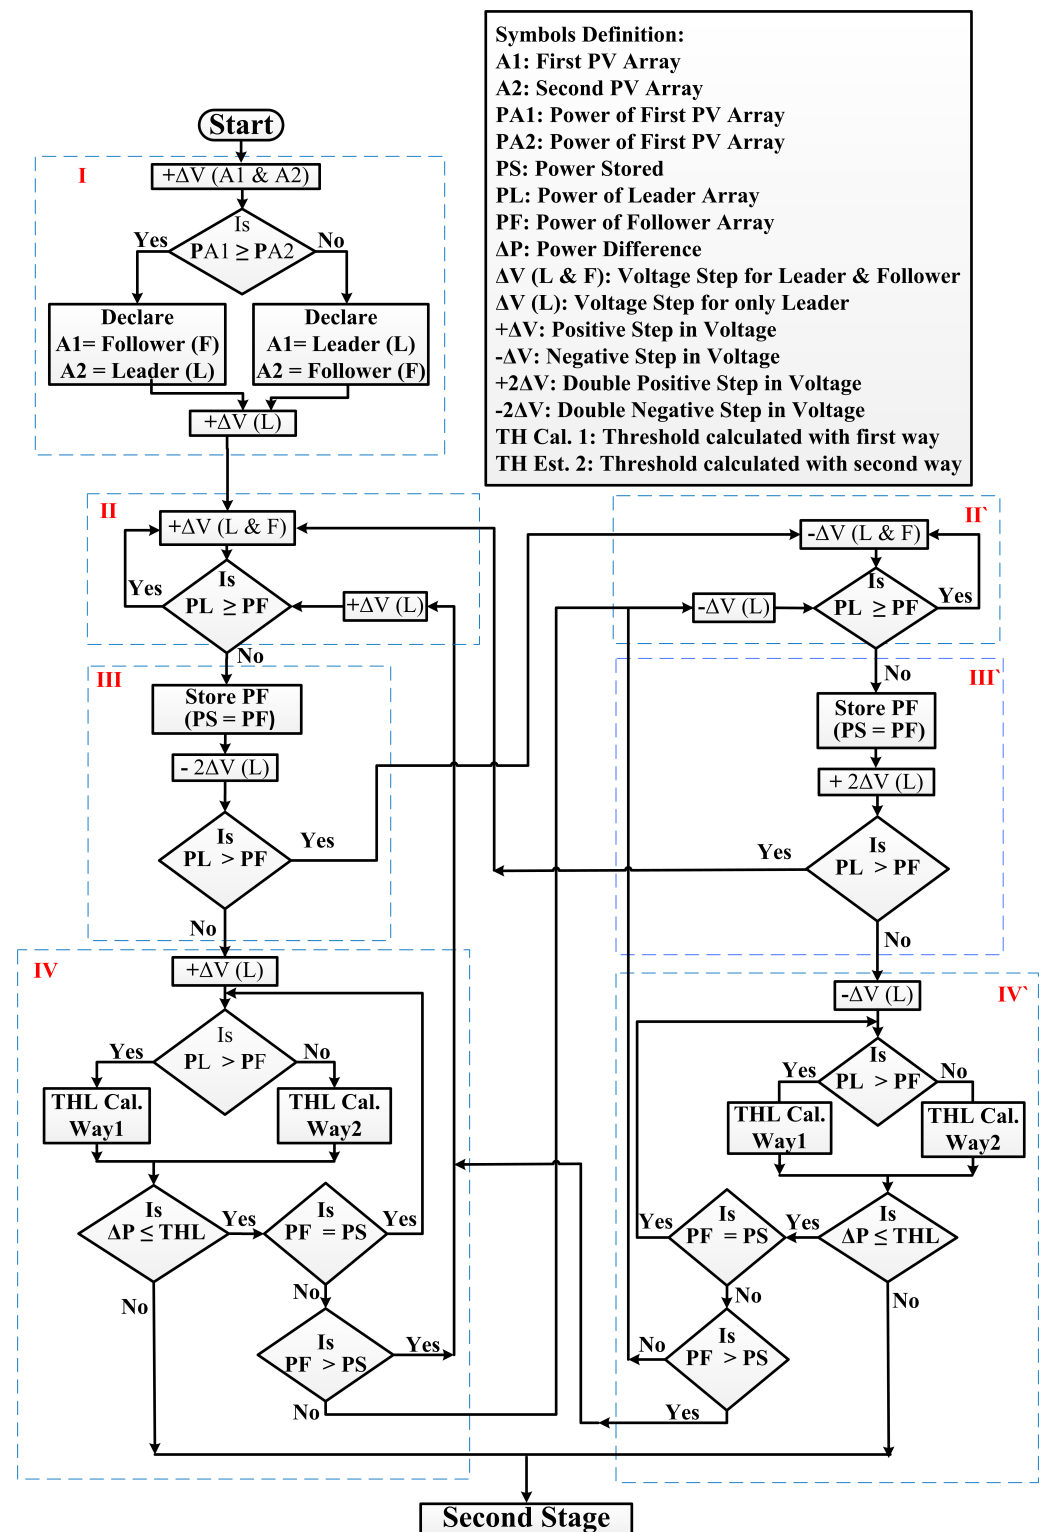 Symbols Definition:
A1: First PV Array
A2: Second PV Array
PA1: Power of First PV Array
PA2: Power of First PV Array
PS: Power Stored
PL: Power of Leader Array
PF: Power of Follower Array
ΔP: Power Difference
ΔV (L & F): Voltage Step for Leader & Follower
ΔV (L): Voltage Step for only Leader
+ΔV: Positive Step in Voltage
-ΔV: Negative Step in Voltage
+2ΔV: Double Positive Step in Voltage
-2ΔV: Double Negative Step in Voltage
TH Cal. 1: Threshold calculated with first way
TH Est. 2: Threshold calculated with second way
Start
I
+ΔV (A1 & A2)
Is
PA1 ≥ PA2
Yes
No
Declare
A1= Follower (F)
A2 = Leader (L)
Declare
A1= Leader (L)
A2 = Follower (F)
+ΔV (L)
II
+ΔV (L & F)
Is
PL ≥ PF
Yes
+ΔV (L)
No
III
Store PF
(PS = PF)
- 2ΔV (L)
Is
PL > PF
Yes
No
IV
+ΔV (L)
Is
PL > PF
Yes
No
THL Cal.
Way1
THL Cal.
Way2
Is
ΔP ≤ THL
Yes
Is
PF = PS
Yes
No
No
Is
PF > PS
Yes
No
II`
-ΔV (L & F)
Is
PL ≥ PF
Yes
-ΔV (L)
No
III`
Store PF
(PS = PF)
+ 2ΔV (L)
Is
PL > PF
Yes
No
IV`
-ΔV (L)
Is
PL > PF
Yes
No
THL Cal.
Way1
THL Cal.
Way2
Is
ΔP ≤ THL
Yes
Is
PF = PS
Yes
No
No
Is
PF > PS
No
Yes
Second Stage